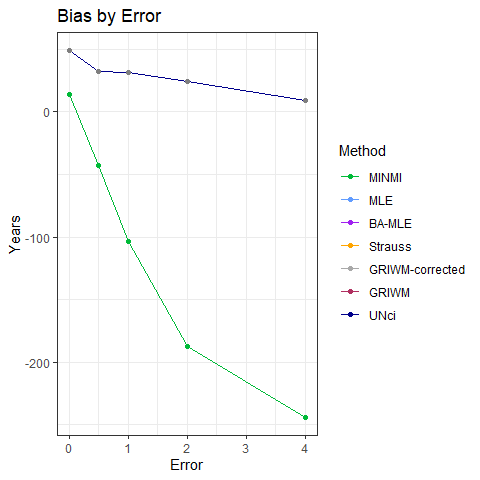 Bias by Error
Years
0
-100
-200
0
1
2
3
4
Error
Method
MINMI
MLE
BA-MLE
Strauss
GRIWM-corrected
GRIWM
UNci